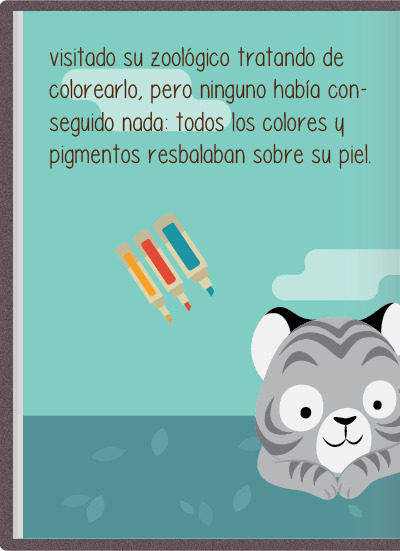 visitado su zoológico tratando de
colorearlo, pero ninguno había con-
seguido nada: todos los colores y
pigmentos resbalaban sobre su piel.